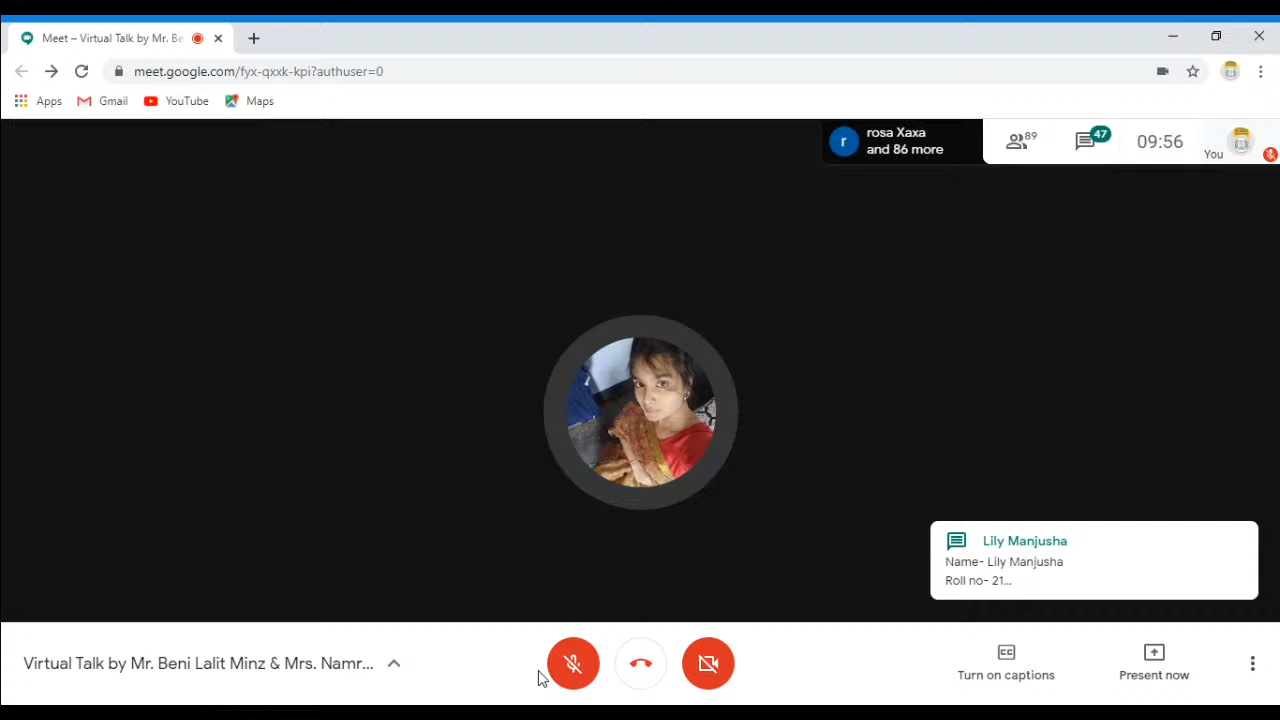 Meet – Virtual Talk by Mr. Be
meet.google.com/fyx-qxxk-kpi?authuser=0
Apps Gmail YouTube Maps
r
rosa Xaxa
and 86 more
89
47
09:56
You
Lily Manjusha
Name- Lily Manjusha
Roll no- 21...
Virtual Talk by Mr. Beni Lalit Minz & Mrs. Namr...
CC
Turn on captions
Present now